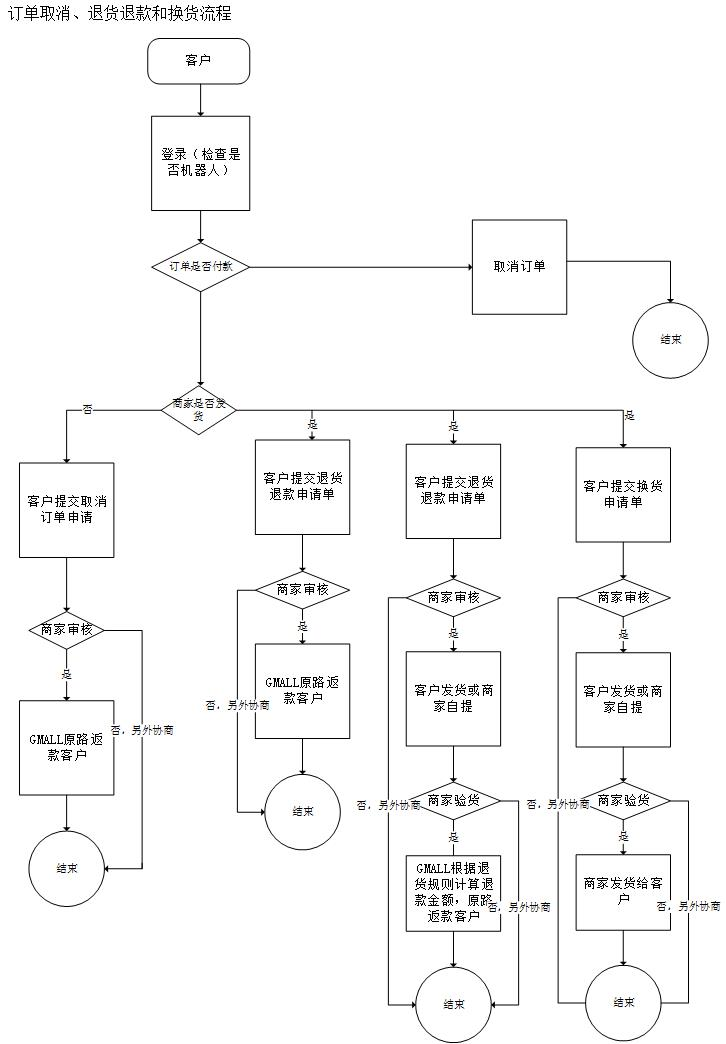 订单取消、退货退款和换货流程
客户
登录（检查是
否机器人）
订单是否付款
取消订单
结束
商家是否发
货
否
是
是
是
客户提交取消
订单申请
客户提交退货
退款申请单
客户提交退货
退款申请单
客户提交换货
申请单
商家审核
商家审核
商家审核
商家审核
是
是
是
是
GMALL原路返
款客户
否，另外协商
GMALL原路返
款客户
否，另外协商
客户发货或商
家自提
客户发货或商
家自提
结束
结束
否，另外协商
商家验货
否，另外协商
商家验货
是
是
GMALL根据退
货规则计算退
款金额，原路
返款客户
否，另外协商
商家发货给客
户
否，另外协商
结束
结束